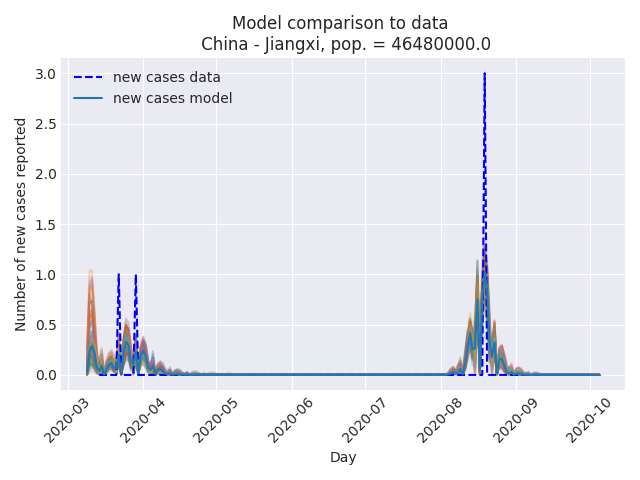 Model comparison to data
China - Jiangxi, pop. = 46480000.0
new cases data
new cases model
Number of new cases reported
3.0
2.5
2.0
1.5
1.0
0.5
0.0
2020-03
2020-04
2020-05
2020-06
2020-07
2020-08
2020-09
2020-10
Day